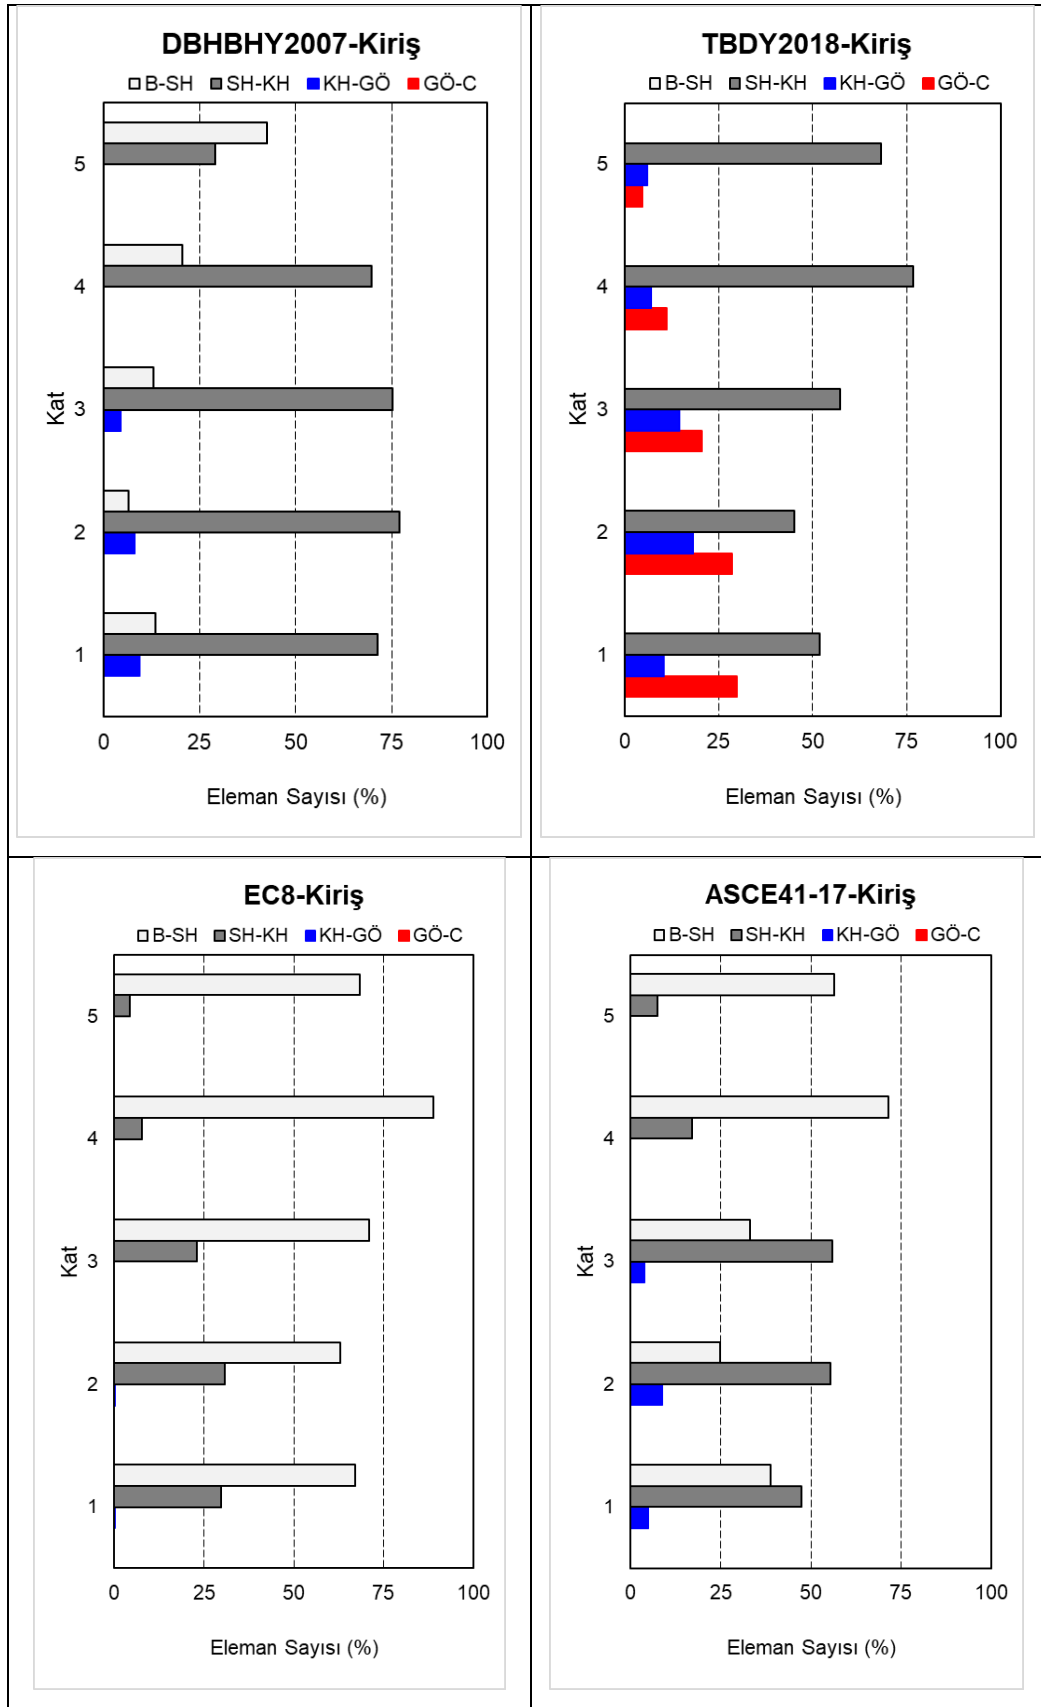 DBHBHY2007-Kiriş
B-SH SH-KH KH-GÖ GÖ-C
5
4
3
2
1
Kat
0 25 50 75 100
Eleman Sayısı (%)
TBDY2018-Kiriş
B-SH SH-KH KH-GÖ GÖ-C
5
4
3
2
1
Kat
0 25 50 75 100
Eleman Sayısı (%)
EC8-Kiriş
B-SH SH-KH KH-GÖ GÖ-C
5
4
3
2
1
Kat
0 25 50 75 100
Eleman Sayısı (%)
ASCE41-17-Kiriş
B-SH SH-KH KH-GÖ GÖ-C
5
4
3
2
1
Kat
0 25 50 75 100
Eleman Sayısı (%)